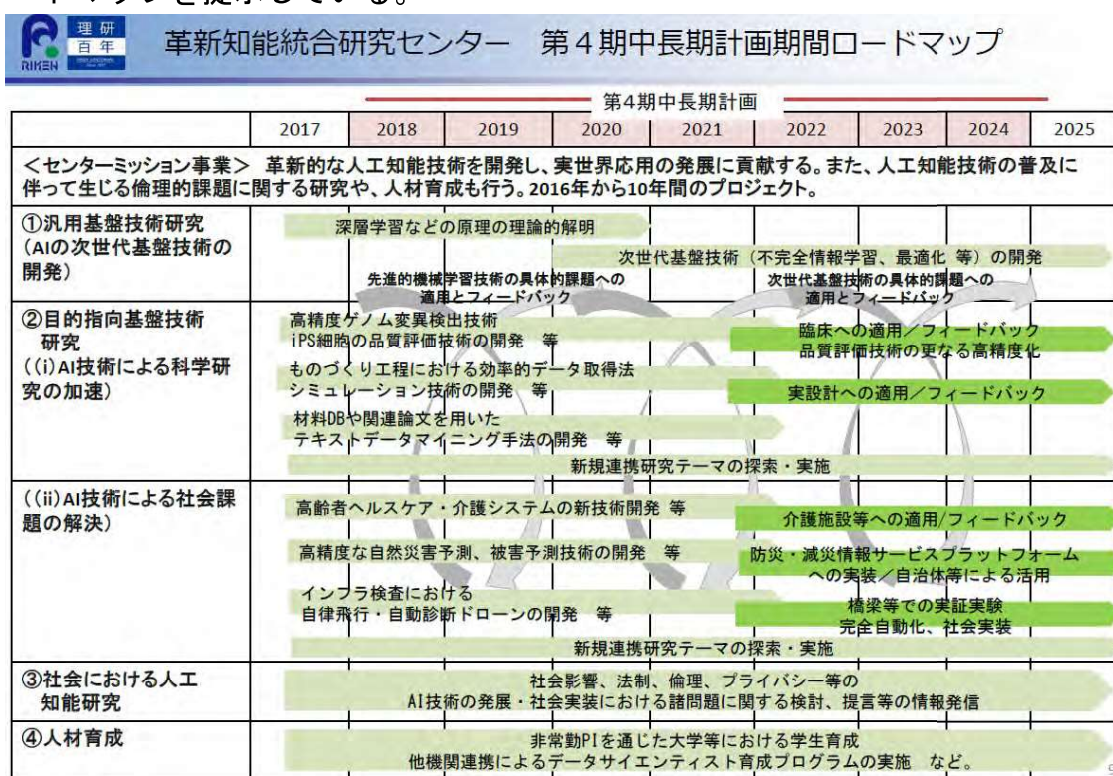 理研
百年
RIKEN
革新知能統合研究センター 第4期中長期計画期間ロードマップ
第4期中長期計画
2017 2018 2019 2020 2021 2022 2023 2024 2025
<センターミッション事業> 革新的な人工知能技術を開発し、実世界応用の発展に貢献する。また、人工知能技術の普及に
伴って生じる倫理的課題に関する研究や、人材育成も行う。2016年から10年間のプロジェクト。
①汎用基盤技術研究
(AIの次世代基盤技術の
開発)
深層学習などの原理の理論的解明
次世代基盤技術(不完全情報学習、最適化 等)の開発
先進的機械学習技術の具体的課題への
適用とフィードバック
次世代基盤技術の具体的課題への
適用とフィードバック
②目的指向基盤技術
研究
((i)AI技術による科学研
究の加速)
高精度ゲノム変異検出技術
iPS細胞の品質評価技術の開発 等
臨床への適用/フィードバック
品質評価技術の更なる高精度化
ものづくり工程における効率的データ取得法
シミュレーション技術の開発 等
実設計への適用/フィードバック
材料DBや関連論文を用いた
テキストデータマイニング手法の開発 等
新規連携研究テーマの探索・実施
((ii)AI技術による社会課
題の解決)
高齢者ヘルスケア・介護システムの新技術開発 等
介護施設等への適用/フィードバック
高精度な自然災害予測、被害予測技術の開発 等
防災・減災情報サービスプラットフォーム
への実装/自治体等による活用
インフラ検査における
自律飛行・自動診断ドローンの開発 等
橋梁等での実証実験
完全自動化、社会実装
新規連携研究テーマの探索・実施
③社会における人工
知能研究
社会影響、法制、倫理、プライバシー等の
AI技術の発展・社会実装における諸問題に関する検討、提言等の情報発信
④人材育成
非常勤PIを通じた大学等における学生育成
他機関連携によるデータサイエンティスト育成プログラムの実施 など。